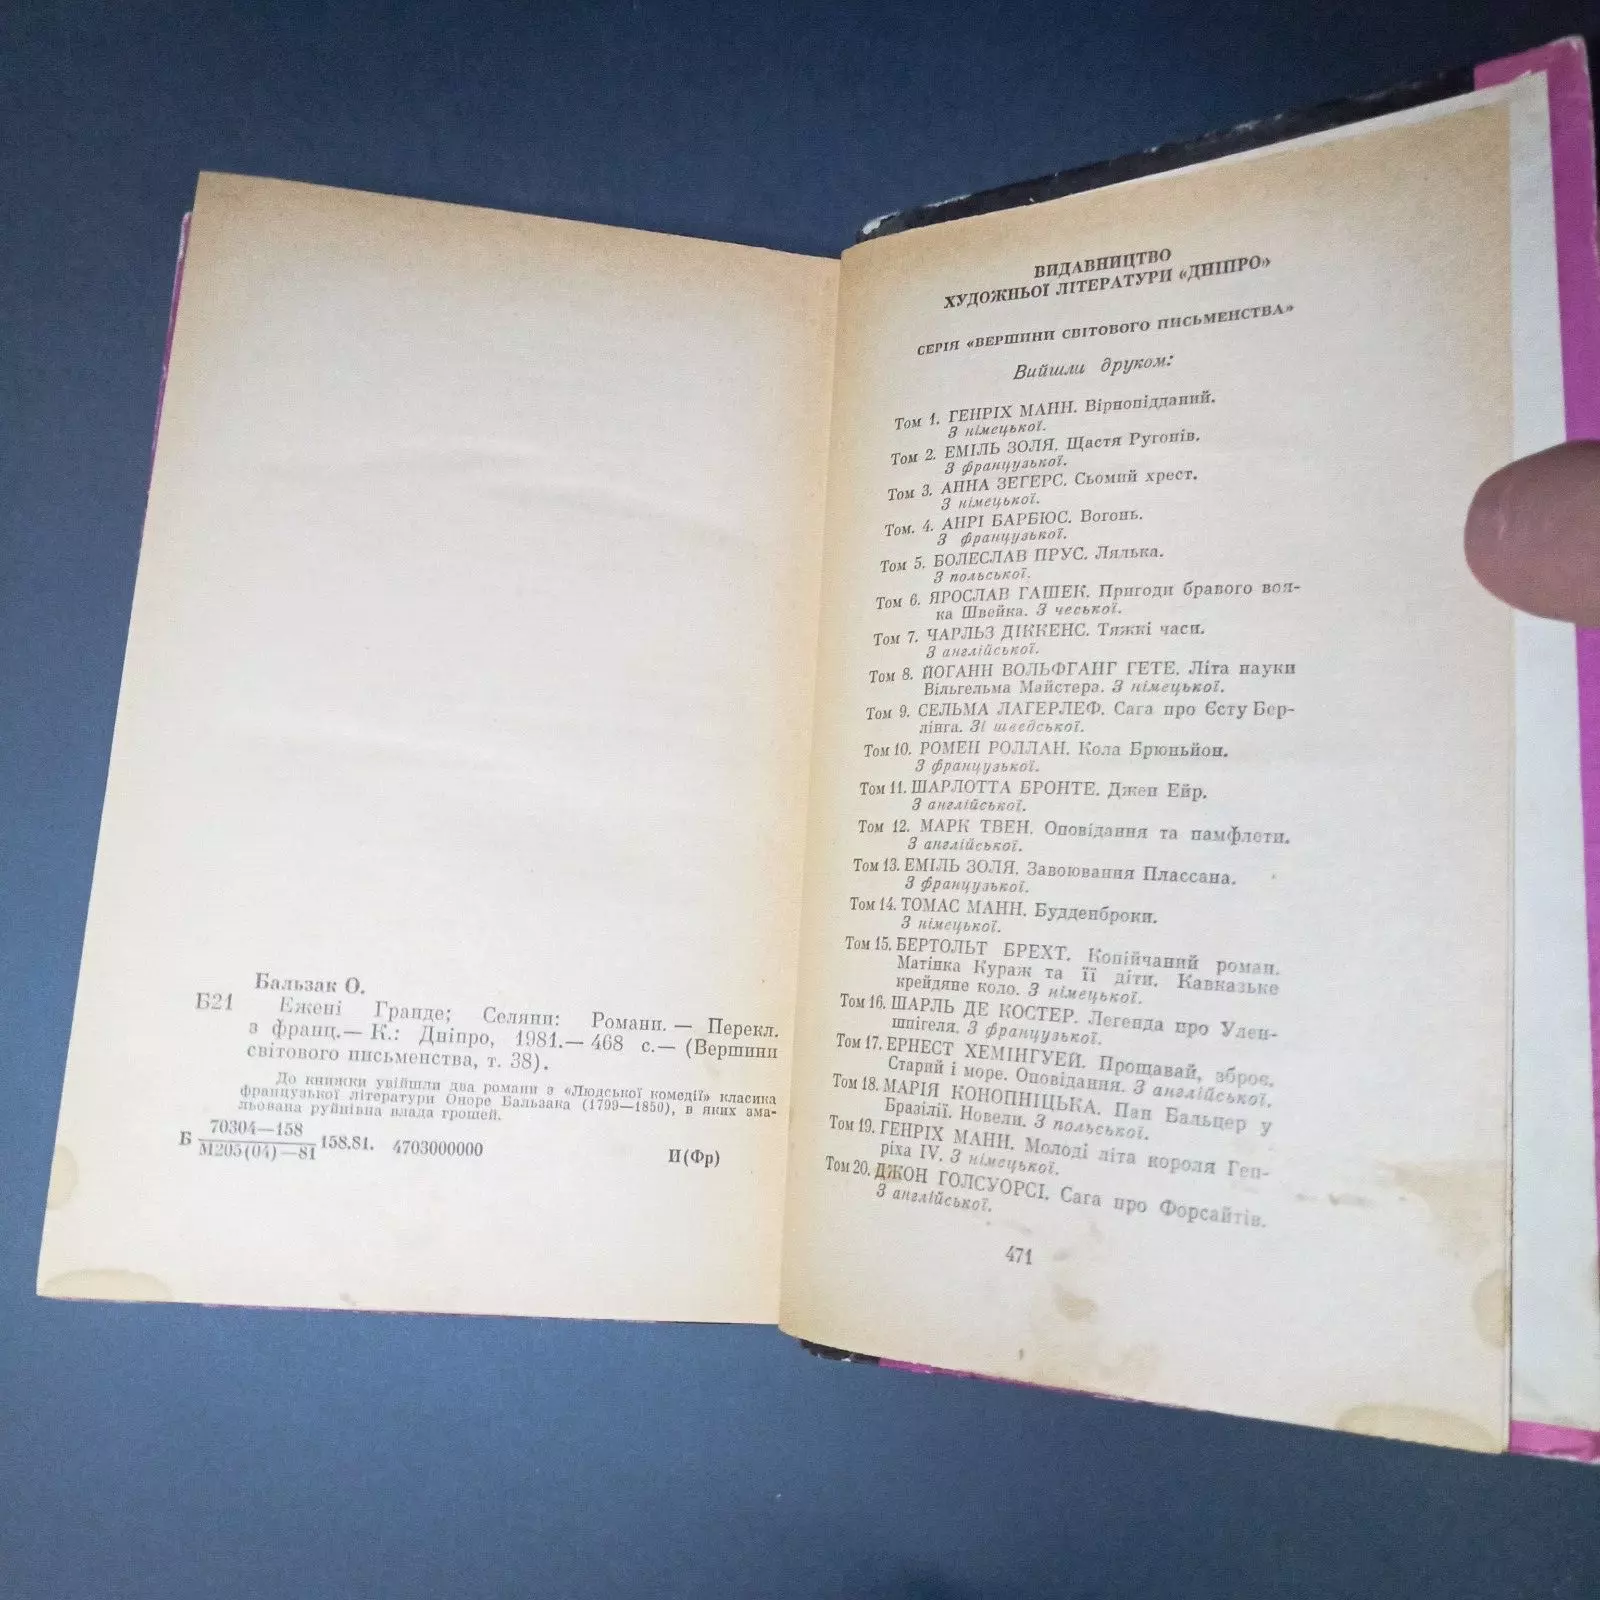 Бальзак О.
Б21 Ежені Гранде; Селяни: Романи. — Перекл.
з франц.— К.: Дніпро, 1981.— 468 с.— (Вершини
світового письменства, т. 38).
До книжки увійшли два романи з «Людської комедії» класика
французької літератури Оноре Бальзака (1799—1850), в яких зма-
льована руйнівна влада грошей.
Б 70304—158
М205(04)—81 158.81. 4703000000 И(Фр)
ВИДАВНИЦТВО
ХУДОЖНЬОЇ ЛІТЕРАТУРИ «ДНІПРО»
СЕРІЯ «ВЕРШИНИ СВІТОВОГО ПИСЬМЕНСТВА»
Вийшли друком:
Том 1. ГЕНРІХ МАНН. Вірнопідданий.
З німецької.
Том 2. ЕМІЛЬ ЗОЛЯ. Щастя Ругонів.
З французької.
Том 3. АННА ЗЕГЕРС. Сьомий хрест.
З німецької.
Том. 4. АНРІ БАРБЮС. Вогонь.
З французької.
Том 5. БОЛЕСЛАВ ПРУС. Лялька.
З польської.
Том 6. ЯРОСЛАВ ГАШЕК. Пригоди бравого воя-
ка Швейка. З чеської.
Том 7. ЧАРЛЬЗ ДІККЕНС. Тяжкі часи.
З англійської.
Том 8. ЙОГАНН ВОЛЬФГАНГ ГЕТЕ. Літа науки
Вільгельма Майстера. З німецької.
Том 9. СЕЛЬМА ЛАГЕРЛЕФ. Сага про Єсту Бер-
лінга. Зі шведської.
Том 10. РОМЕН РОЛЛАН. Кола Брюньйон.
З французької.
Том 11. ШАРЛОТТА БРОНТЕ. Джен Ейр.
З англійської.
Том 12. МАРК ТВЕН. Оповідання та памфлети.
З англійської.
Том 13. ЕМІЛЬ ЗОЛЯ. Завоювання Плассана.
З французької.
Том 14. ТОМАС МАНН. Будденброки.
З німецької.
Том 15. БЕРТОЛЬТ БРЕХТ. Копійчаний роман.
Матінка Кураж та її діти. Кавказьке
крейдяне коло. З німецької.
Том 16. ШАРЛЬ ДЕ КОСТЕР. Легенда про Улен-
шпігеля. З французької.
Том 17. ЕРНЕСТ ХЕМІНГУЕЙ. Прощавай, зброє.
Старий і море. Оповідання. З англійської.
Том 18. МАРІЯ КОНОПНІЦЬКА. Пан Бальцер у
Бразілії. Новели. З польської.
Том 19. ГЕНРІХ МАНН. Молоді літа короля Ген-
ріха IV. З німецької.
Том 20. ДЖОН ГОЛСУОРСІ. Сага про Форсайтів.
З англійської.
471